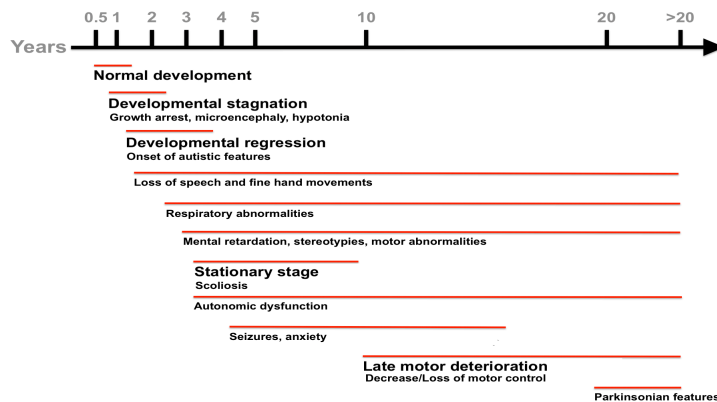 0.5 1 2 3 4 5 10 20 >20
Years
Normal development
Developmental stagnation
Growth arrest, microencephaly, hypotonia
Developmental regression
Onset of autistic features
Loss of speech and fine hand movements
Respiratory abnormalities
Mental retardation, stereotypies, motor abnormalities
Stationary stage
Scoliosis
Autonomic dysfunction
Seizures, anxiety
Late motor deterioration
Decrease/Loss of motor control
Parkinsonian features